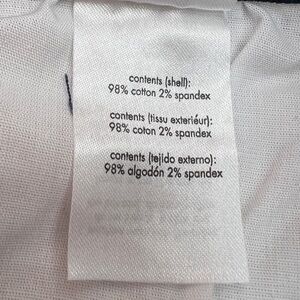 contents (shell):
98% cotton 2% spandex
contents (tissu exteriéur):
98% coton 2% spandex
contents (tejido externo):
98% algodón 2% spandex